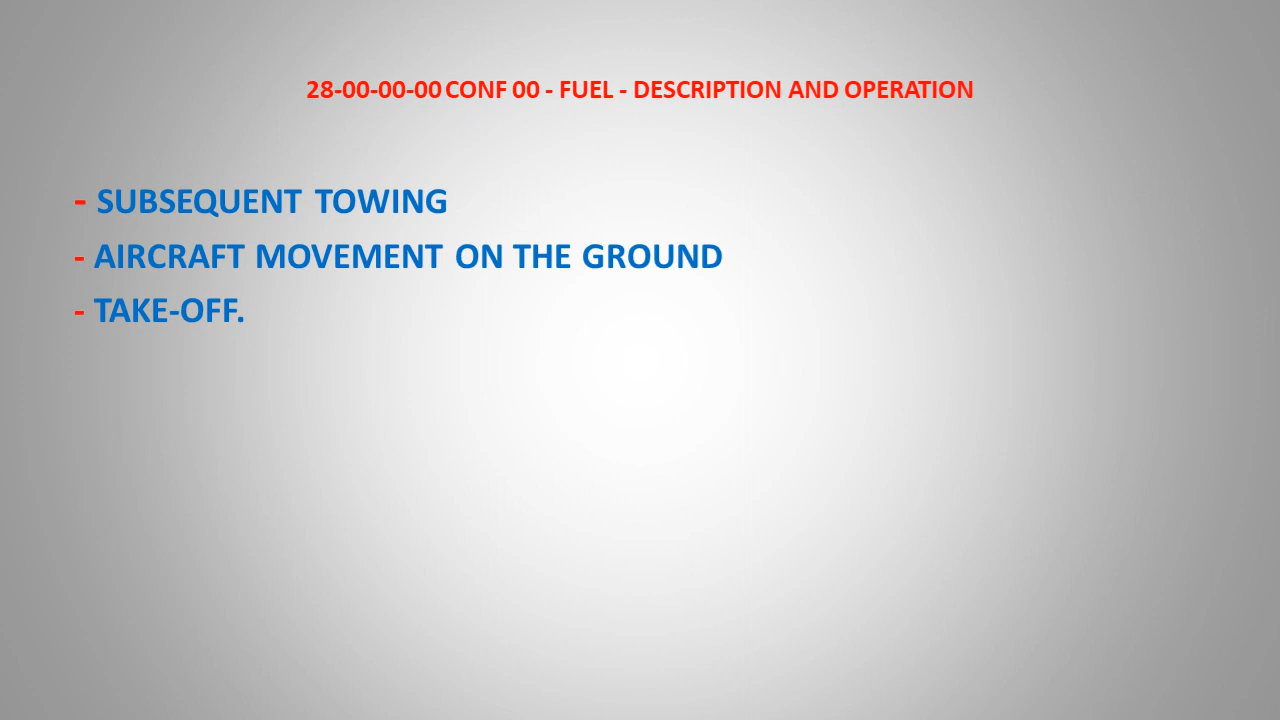 28-00-00-00 CONF 00 - FUEL - DESCRIPTION AND OPERATION
- SUBSEQUENT TOWING
- AIRCRAFT MOVEMENT ON THE GROUND
- TAKE-OFF.